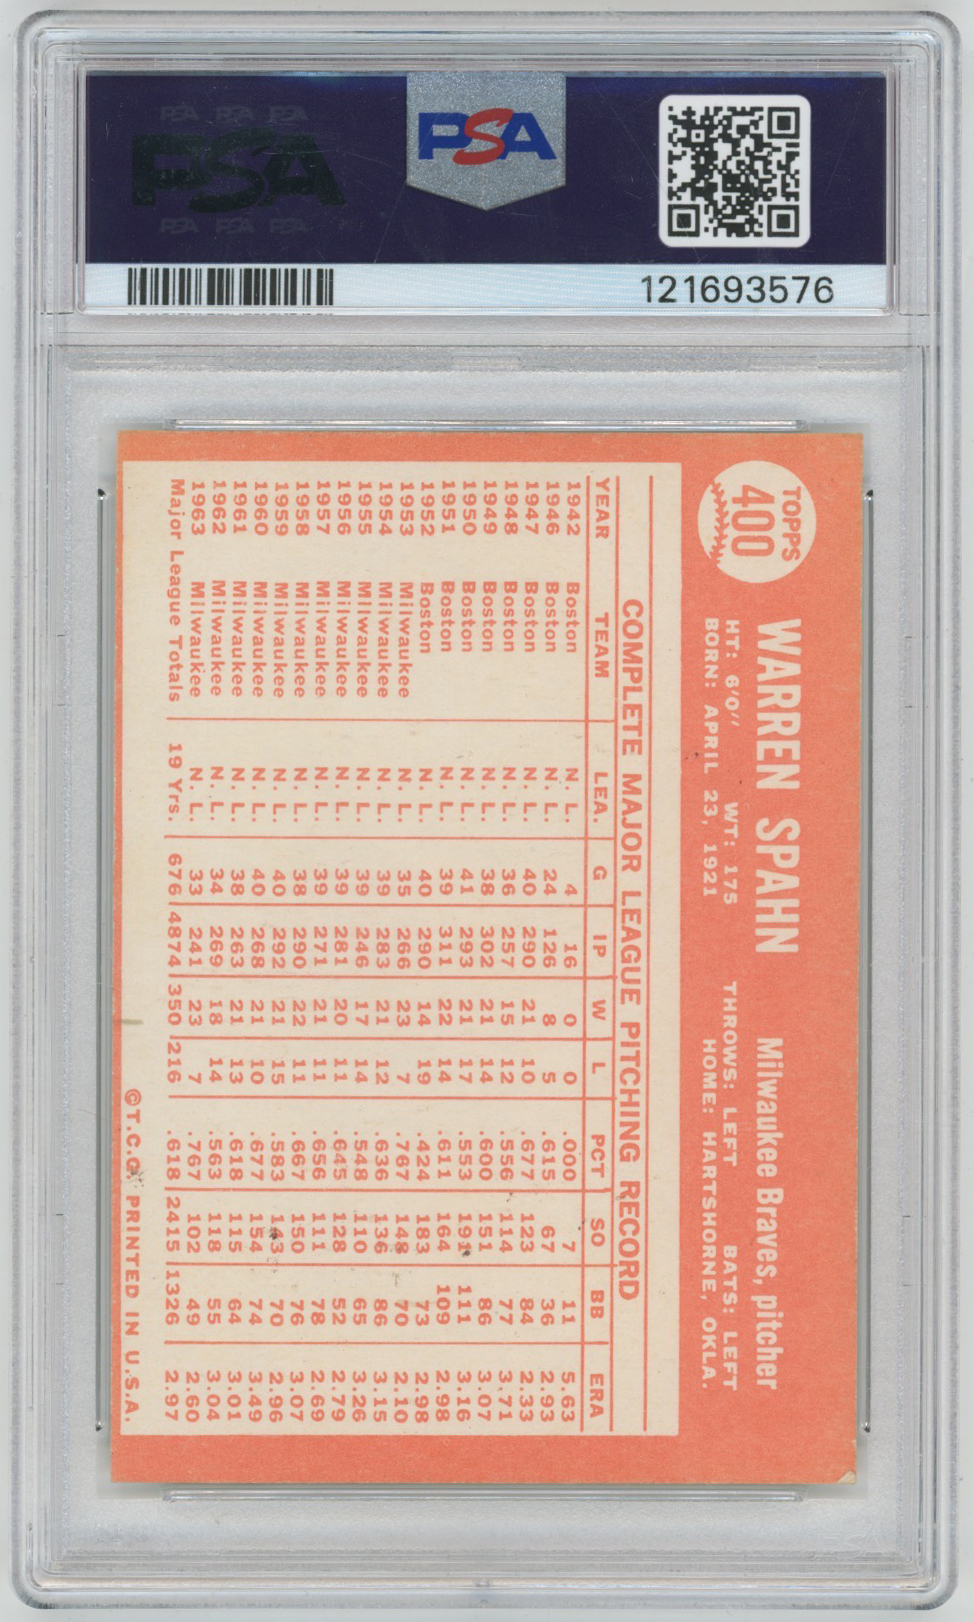 PSA PSA PSA
PSA
PSA PSA PSA
PSA
121693576
TOPPS
400
WARREN SPAHN Milwaukee Braves, pitcher
HT: 6'0" WT: 175 THROWS: LEFT BATS: LEFT
BORN: APRIL 23, 1921 HOME: HARTSHORNE, OKLA.
COMPLETE MAJOR LEAGUE PITCHING RECORD
YEAR TEAM LEA. G IP W L PCT SO BB ERA
1942 Boston N. L. 4 16 0 0 .000 7 11 5.63
1946 Boston N. L. 24 126 8 5 .615 67 36 2.93
1947 Boston N. L. 40 290 21 10 .677 123 84 2.33
1948 Boston N. L. 36 257 15 12 .556 114 77 3.71
1949 Boston N. L. 38 302 21 14 .600 151 86 3.07
1950 Boston N. L. 41 293 21 17 .553 191 111 3.16
1951 Boston N. L. 39 311 22 14 .611 164 109 2.98
1952 Boston N. L. 40 290 14 19 .424 183 73 2.98
1953 Milwaukee N. L. 35 266 23 7 .767 148 70 2.10
1954 Milwaukee N. L. 39 283 21 12 .636 136 86 3.15
1955 Milwaukee N. L. 39 246 17 14 .548 110 65 3.26
1956 Milwaukee N. L. 39 281 20 11 .645 128 52 2.79
1957 Milwaukee N. L. 39 271 21 11 .656 111 78 2.69
1958 Milwaukee N. L. 38 290 22 11 .667 150 76 3.07
1959 Milwaukee N. L. 40 292 21 15 .583 143 70 2.96
1960 Milwaukee N. L. 40 268 21 10 .677 154 74 3.49
1961 Milwaukee N. L. 38 263 21 13 .618 115 64 3.01
1962 Milwaukee N. L. 34 269 18 14 .563 118 55 3.04
1963 Milwaukee N. L. 33 241 23 7 .767 102 49 2.60
Major League Totals 19 Yrs. 676 4874 350 216 .618 2415 1326 2.97
©T.C.G. PRINTED IN U.S.A.